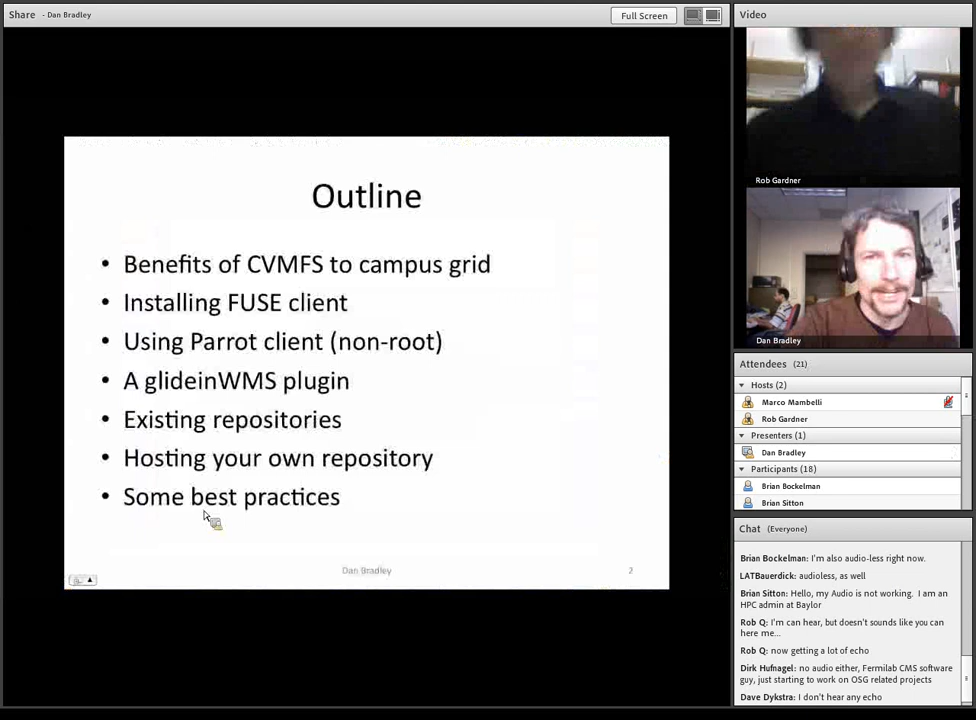 Share - Dan Bradley
Full Screen
Outline
• Benefits of CVMFS to campus grid
• Installing FUSE client
• Using Parrot client (non-root)
• A glideinWMS plugin
• Existing repositories
• Hosting your own repository
• Some best practices
Dan Bradley
2
Video
Rob Gardner
Dan Bradley
Attendees (21)
Hosts (2)
Marco Mambelli
Rob Gardner
Presenters (1)
Dan Bradley
Participants (18)
Brian Bockelman
Brian Sitton
Chat (Everyone)
Brian Bockelman: I'm also audio-less right now.
LATBauerdick: audioless, as well
Brian Sitton: Hello, my Audio is not working. I am an
HPC admin at Baylor
Rob Q: I'm can hear, but doesn't sounds like you can
here me...
Rob Q: now getting a lot of echo
Dirk Hufnagel: no audio either, Fermilab CMS software
guy, just starting to work on OSG related projects
Dave Dykstra: I don't hear any echo